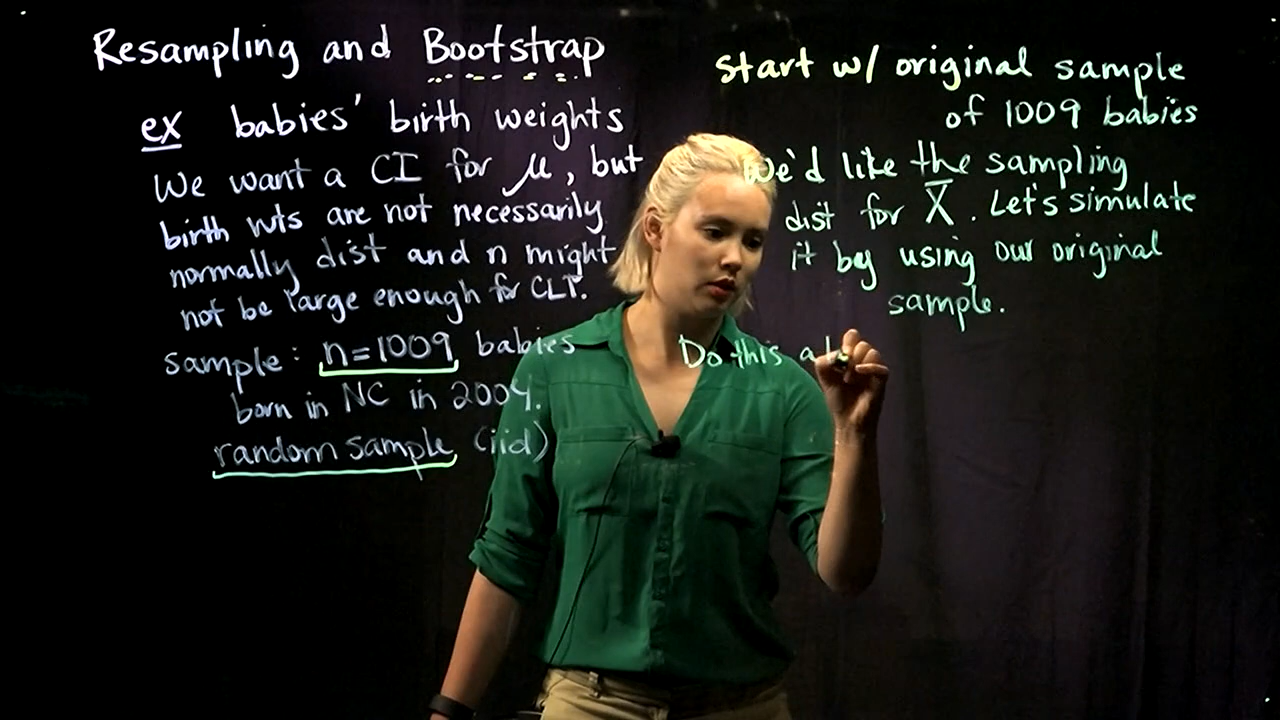 Resampling and Bootstrap
ex babies' birth weights
We want a CI for μ, but
birth wts are not necessarily
normally dist and n might
not be large enough for CLT.
sample: n=1009 babies
born in NC in 2004.
random sample (iid)
start w/ original sample
of 1009 babies
We'd like the sampling
dist for X̄. Let's simulate
it by using our original
sample.
Do this a